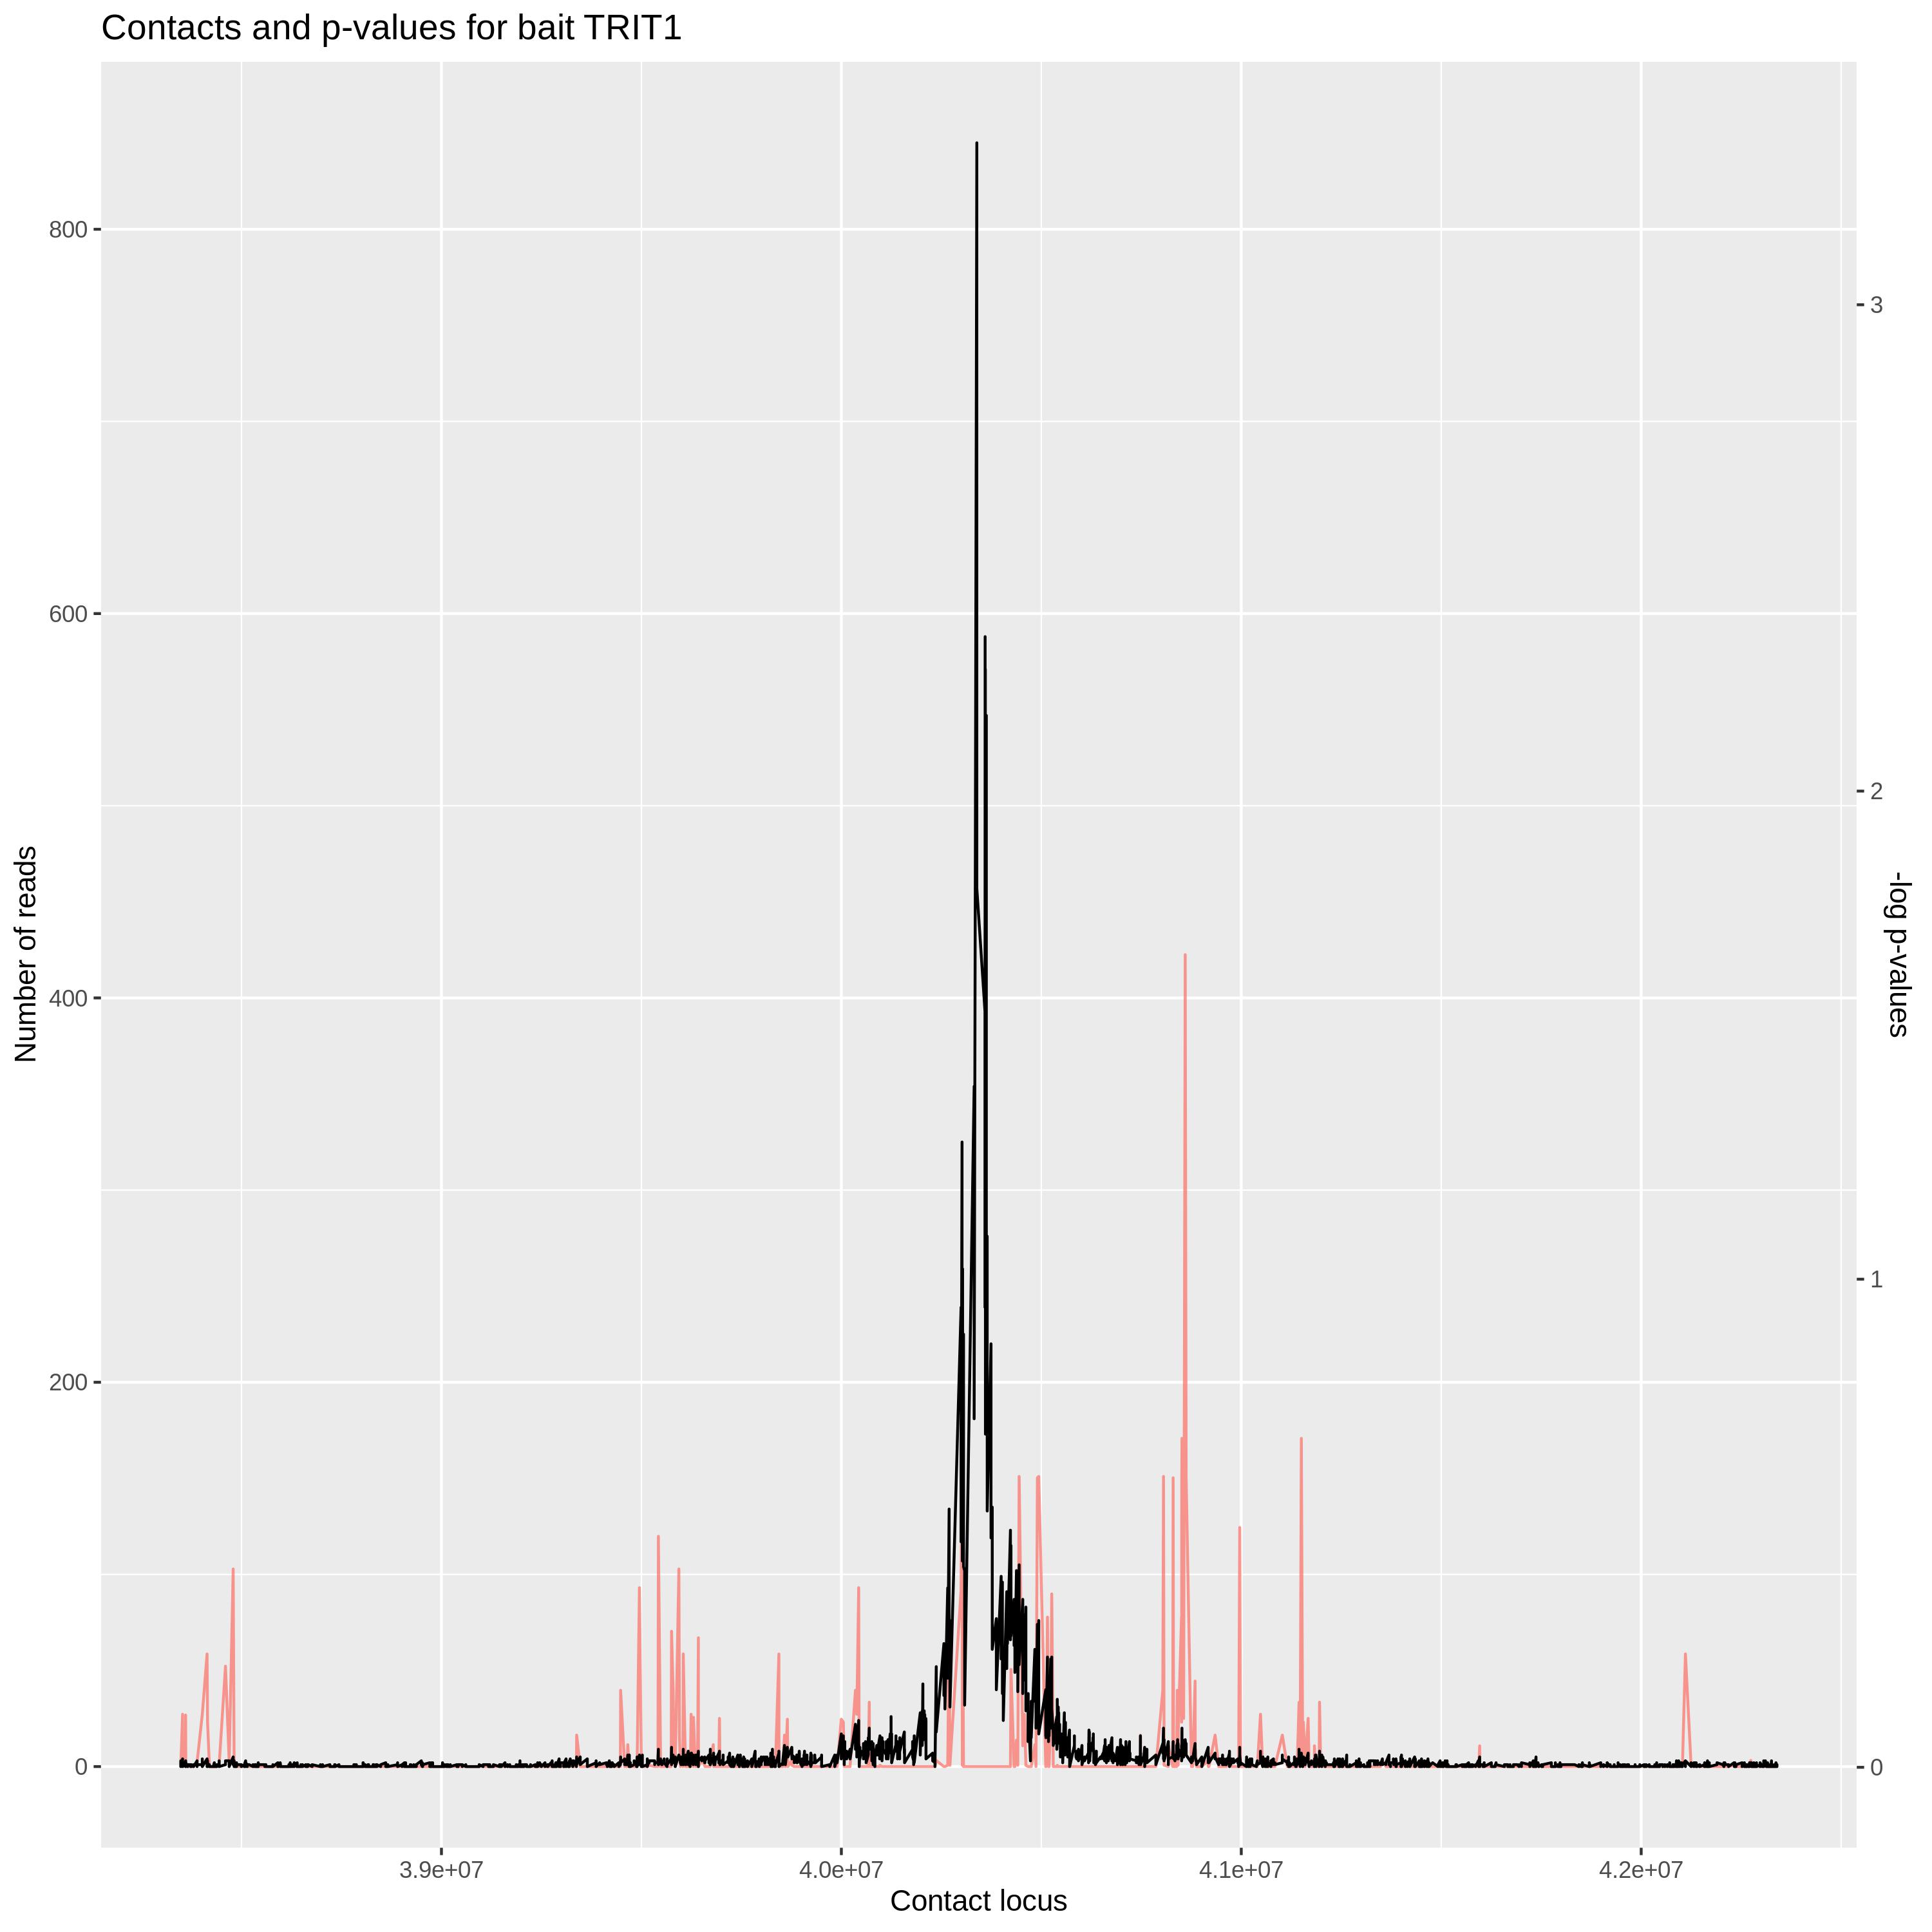 Contacts and p-values for bait TRIT1
800
600
400
200
0
Number of reads
3
2
1
0
-log p-values
3.9e+07
4.0e+07
4.1e+07
4.2e+07
Contact locus